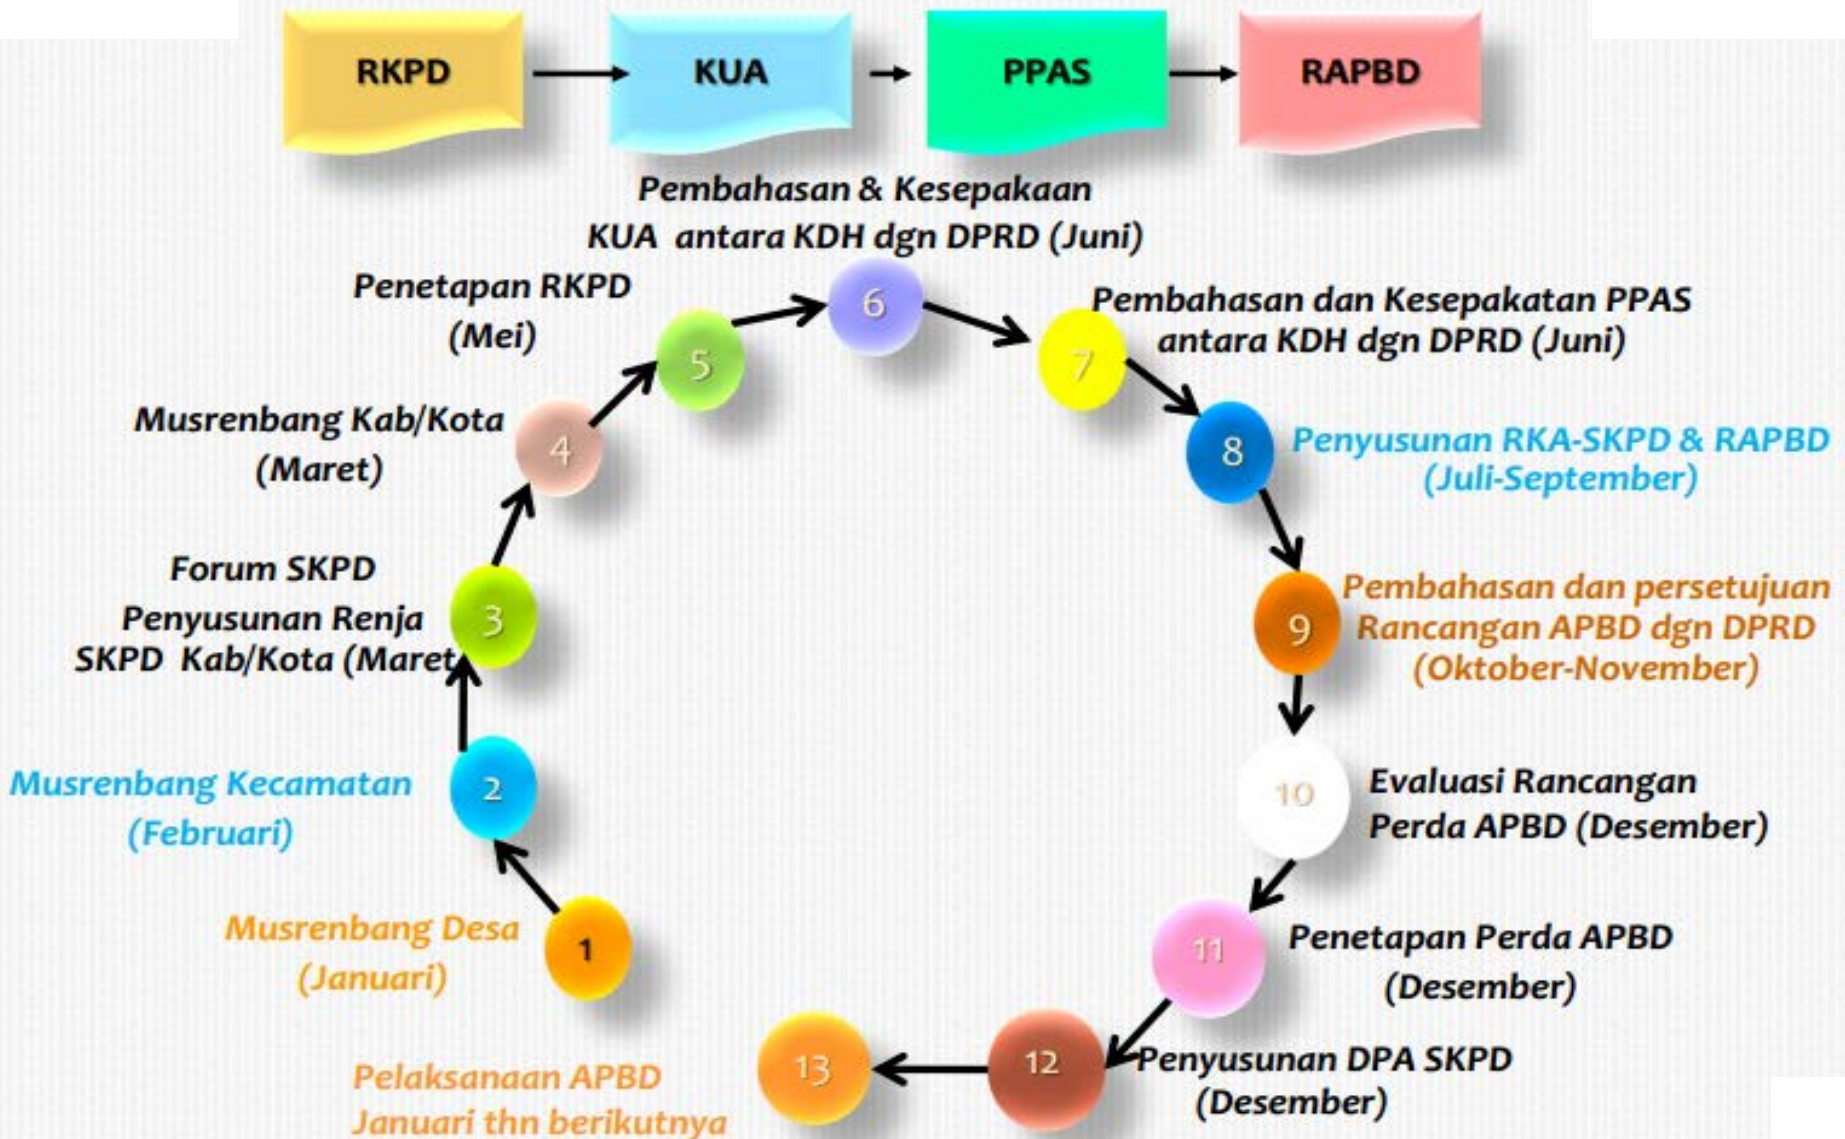 RKPD
KUA
PPAS
RAPBD
Pembahasan & Kesepakaan
KUA antara KDH dgn DPRD (Juni)
Penetapan RKPD
(Mei)
6
Pembahasan dan Kesepakatan PPAS
antara KDH dgn DPRD (Juni)
5
7
Musrenbang Kab/Kota
(Maret)
4
8
Penyusunan RKA-SKPD & RAPBD
(Juli-September)
Forum SKPD
Penyusunan Renja
SKPD Kab/Kota (Maret
3
9
Pembahasan dan persetujuan
Rancangan APBD dgn DPRD
(Oktober-November)
Musrenbang Kecamatan
(Februari)
2
10
Evaluasi Rancangan
Perda APBD (Desember)
Musrenbang Desa
(Januari)
1
11
Penetapan Perda APBD
(Desember)
Pelaksanaan APBD
Januari thn berikutnya
13
12
Penyusunan DPA SKPD
(Desember)